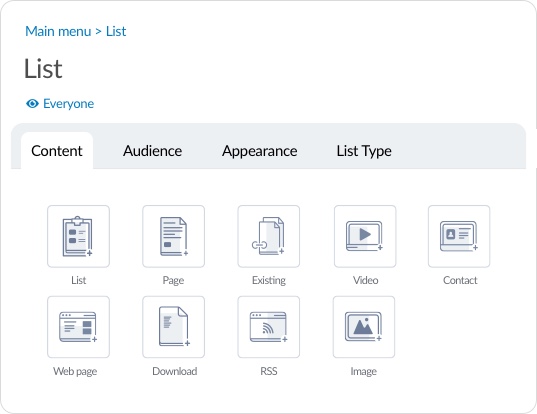 Main menu > List
List
Everyone
Content Audience Appearance List Type
List Page Existing Video Contact
Web page Download RSS Image